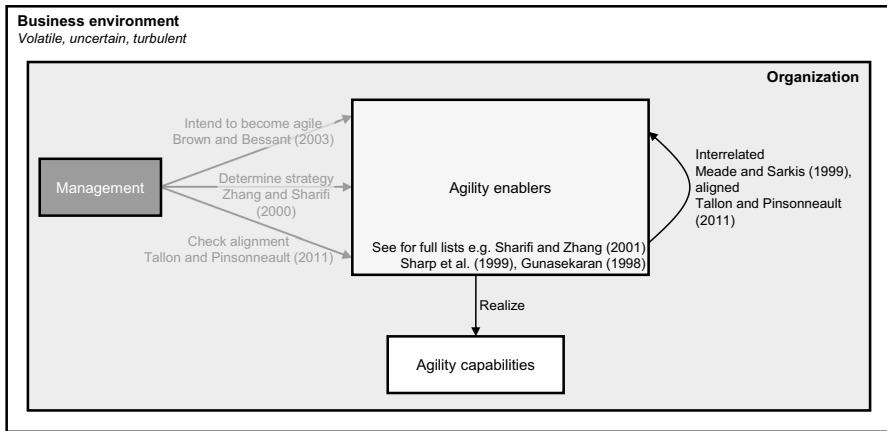 Business environment
Volatile, uncertain, turbulent
Organization
Intend to become agile
Brown and Bessant (2003)
Management
Determine strategy
Zhang and Sharifi
(2000)
Check alignment
Tallon and Pinsonneault (2011)
Agility enablers
See for full lists e.g. Sharifi and Zhang (2001)
Sharp et al. (1999), Gunasekaran (1998)
Interrelated
Meade and Sarkis (1999),
aligned
Tallon and Pinsonneault
(2011)
Realize
Agility capabilities